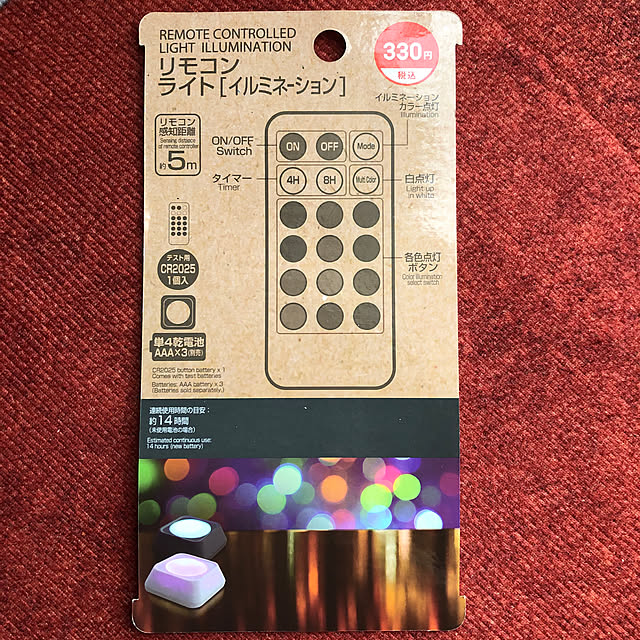 REMOTE CONTROLLED
LIGHT ILLUMINATION
リモコン
ライト[イルミネーション]
330円
税込
リモコン
感知距離
Sensing distance
of remote controller
約5m
ON/OFF
Switch
タイマー
Timer
ON
OFF
Mode
4H
8H
Multi Color
イルミネーション
カラー点灯
Illumination
白点灯
Light up
in white
各色点灯
ボタン
Color illumination
select switch
テスト用
CR2025
1個入
単4乾電池
AAA×3(別売)
CR2025 button battery x 1
Comes with test batteries
Batteries: AAA battery x 3
(Batteries sold separately.)
連続使用時間の目安:
約14時間
(未使用電池の場合)
Estimated continuous use:
14 hours (new battery)